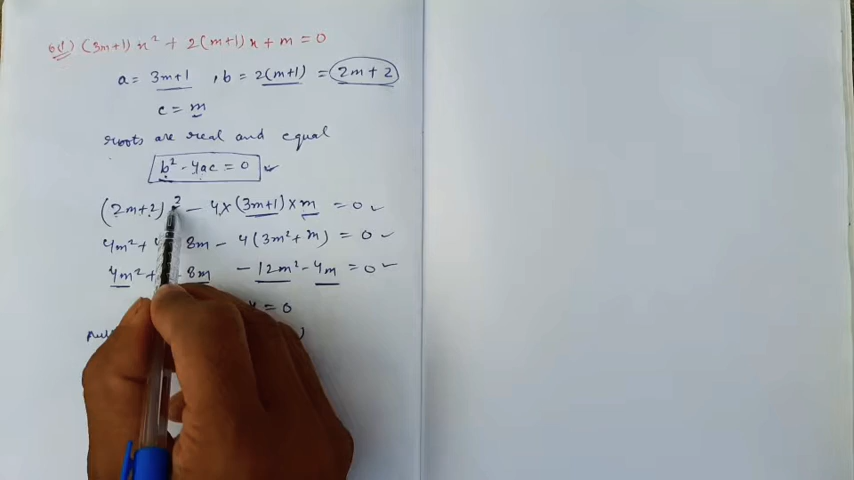 6(i) (3m+1) x² + 2(m+1)x + m = 0
a = 3m+1 , b = 2(m+1) = 2m+2
c = m
roots are real and equal
b² - 4ac = 0 ✓
(2m+2)² - 4 × (3m+1) × m = 0 ✓
4m² + 8m - 4(3m² + m) = 0 ✓
4m² + 8m - 12m² - 4m = 0 ✓
= 0